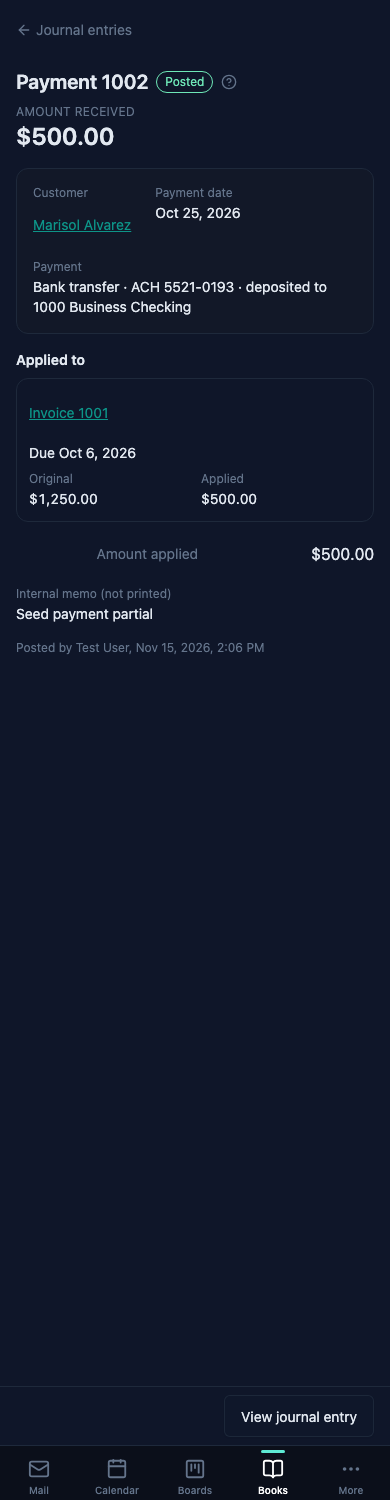 Journal entries
Payment 1002 Posted
AMOUNT RECEIVED
$500.00
Customer
Marisol Alvarez
Payment date
Oct 25, 2026
Payment
Bank transfer · ACH 5521-0193 · deposited to
1000 Business Checking
Applied to
Invoice 1001
Due Oct 6, 2026
Original
$1,250.00
Applied
$500.00
Amount applied $500.00
Internal memo (not printed)
Seed payment partial
Posted by Test User, Nov 15, 2026, 2:06 PM
View journal entry
Mail Calendar Boards Books More